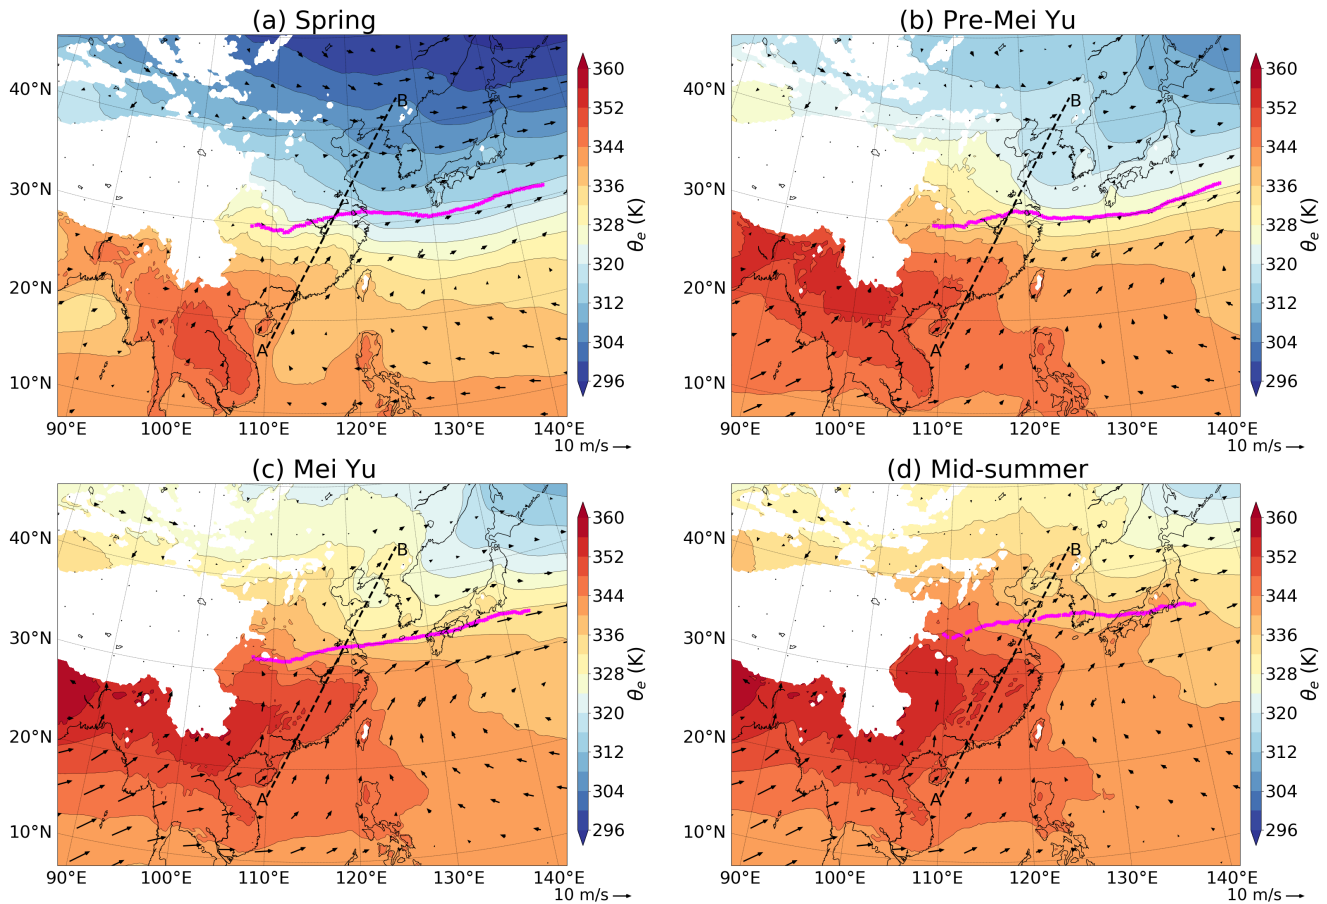 (a) Spring
40°N
30°N
20°N
10°N
90°E 100°E 110°E 120°E 130°E 140°E
10 m/s
A
B
360
352
344
336
328
320
312
304
296
θe (K)
(b) Pre-Mei Yu
40°N
30°N
20°N
10°N
90°E 100°E 110°E 120°E 130°E 140°E
10 m/s
A
B
360
352
344
336
328
320
312
304
296
θe (K)
(c) Mei Yu
40°N
30°N
20°N
10°N
90°E 100°E 110°E 120°E 130°E 140°E
10 m/s
A
B
360
352
344
336
328
320
312
304
296
θe (K)
(d) Mid-summer
40°N
30°N
20°N
10°N
90°E 100°E 110°E 120°E 130°E 140°E
10 m/s
A
B
360
352
344
336
328
320
312
304
296
θe (K)